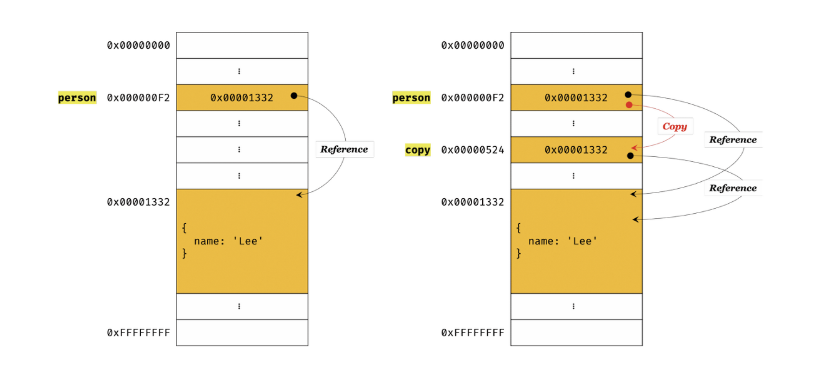 0x00000000
⋮
person 0x000000F2 0x00001332
⋮
⋮
Reference
⋮
0x00001332
{
name: 'Lee'
}
⋮
0xFFFFFFFF
0x00000000
⋮
person 0x000000F2 0x00001332
⋮
Copy
Reference
copy 0x00000524 0x00001332
⋮
Reference
0x00001332
{
name: 'Lee'
}
⋮
0xFFFFFFFF